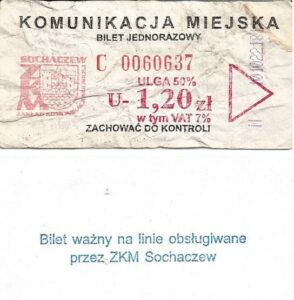 KOMUNIKACJA MIEJSKA
BILET JEDNORAZOWY
SOCHACZEW
C 0060637
ULGA 50%
U- 1,20 zł
w tym VAT 7%
ZACHOWAĆ DO KONTROLI
Bilet ważny na linie obsługiwane
przez ZKM Sochaczew